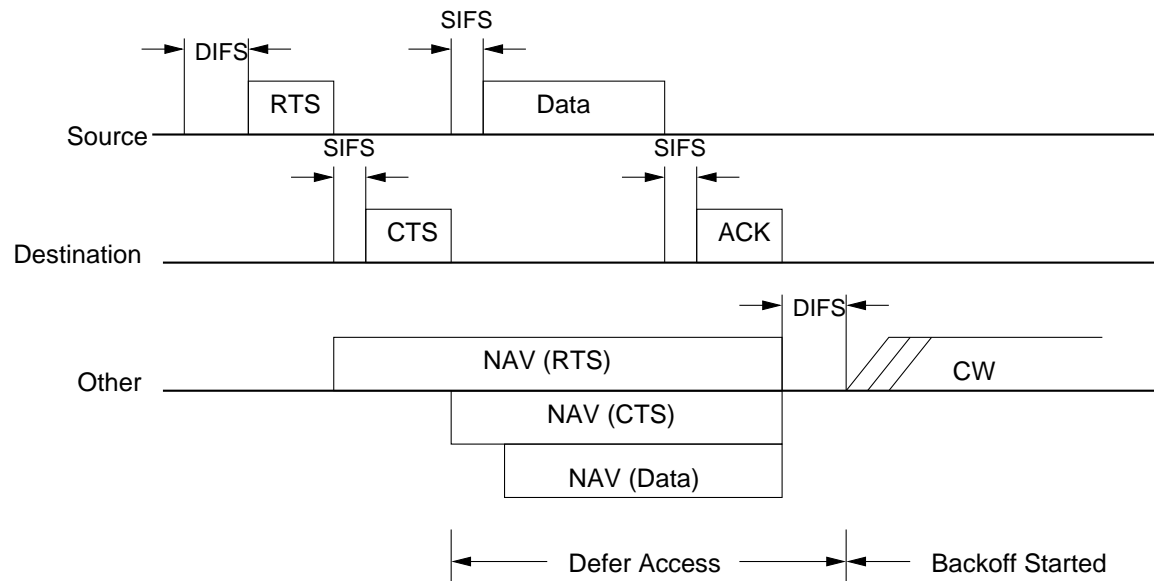 SIFS
DIFS
RTS
Data
Source
SIFS
SIFS
CTS
ACK
Destination
DIFS
NAV (RTS)
CW
Other
NAV (CTS)
NAV (Data)
Defer Access
Backoff Started